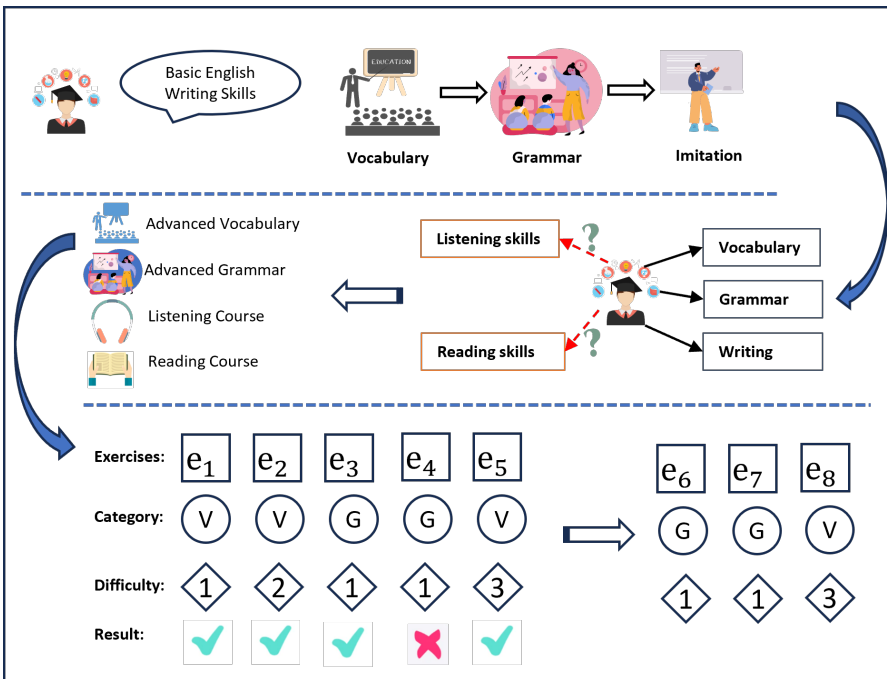 Basic English
Writing Skills
EDUCATION
Vocabulary
Grammar
Imitation
Advanced Vocabulary
Advanced Grammar
Listening Course
Reading Course
Listening skills
?
Reading skills
?
Vocabulary
Grammar
Writing
Exercises: e1 e2 e3 e4 e5
Category: V V G G V
Difficulty: 1 2 1 1 3
Result:
e6 e7 e8
G G V
1 1 3